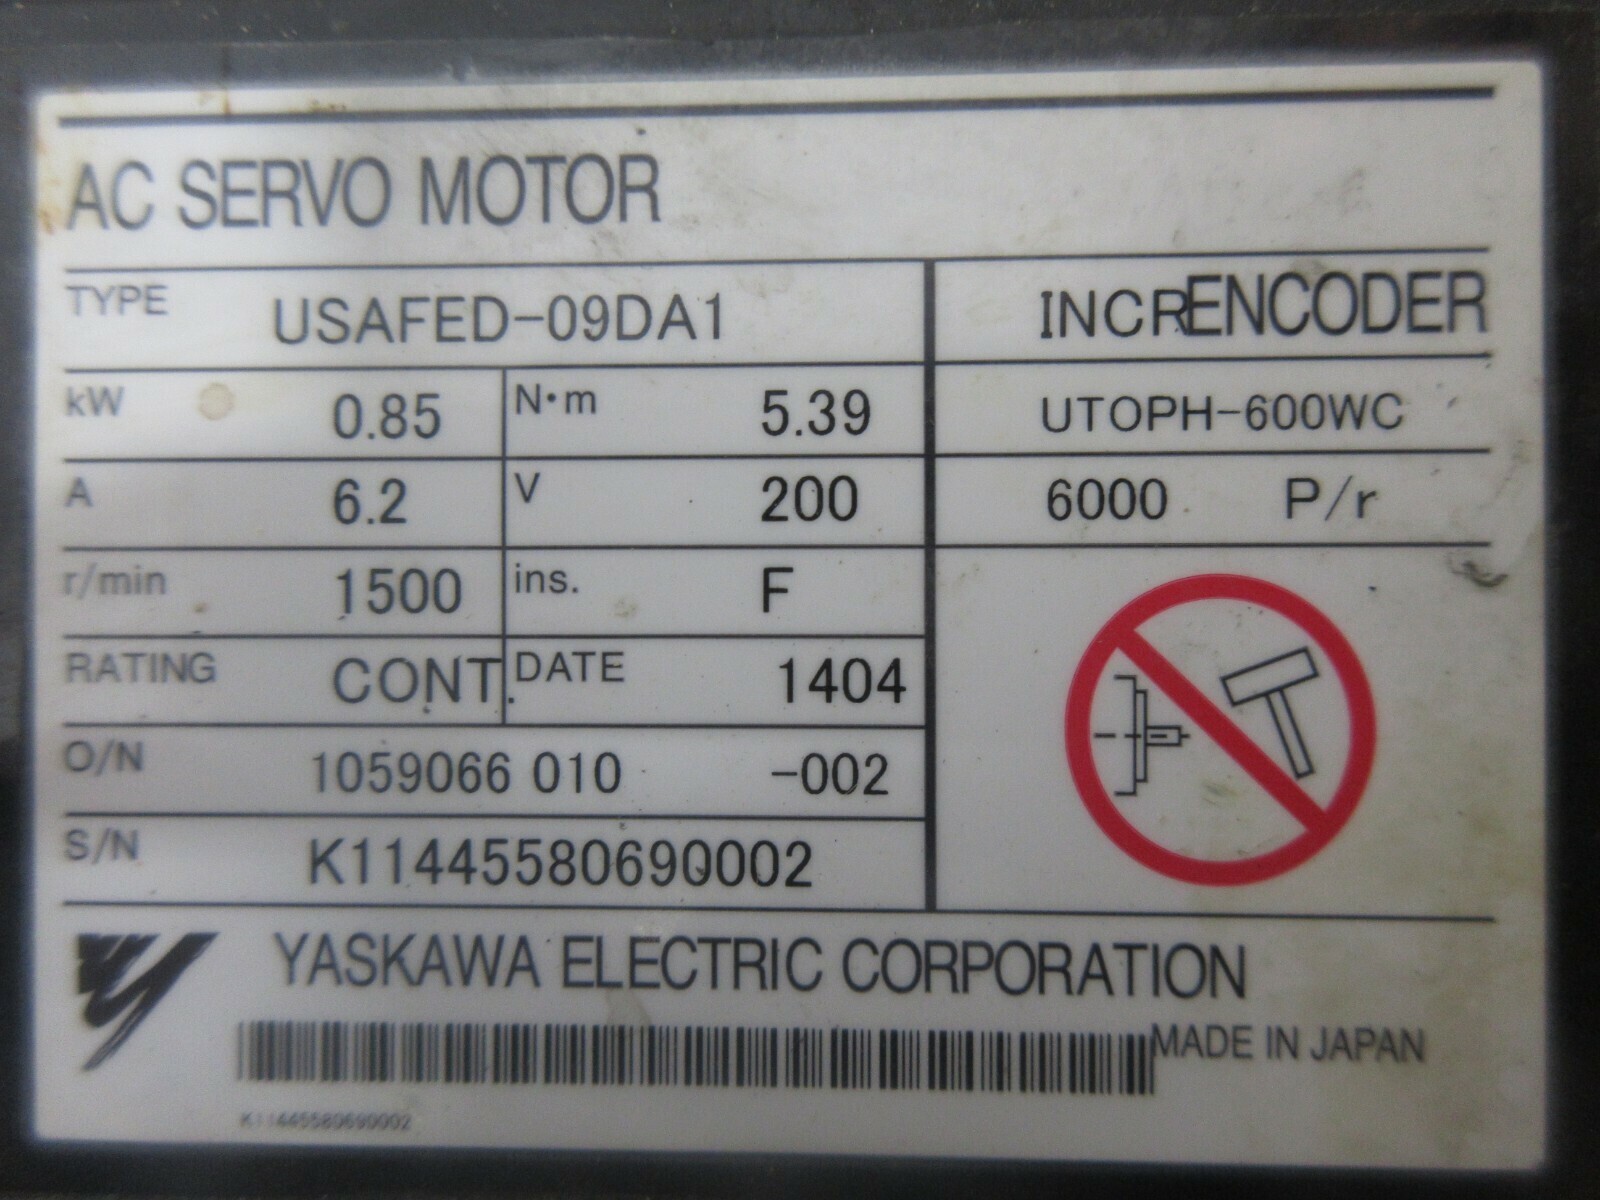 AC SERVO MOTOR
TYPE USAFED-09DA1 INCR.ENCODER
kW 0.85 N·m 5.39 UTOPH-600WC
A 6.2 V 200 6000 P/r
r/min 1500 ins. F
RATING CONT. DATE 1404
O/N 1059066 010 -002
S/N K11445580690002
YASKAWA ELECTRIC CORPORATION
MADE IN JAPAN
K11445580690002